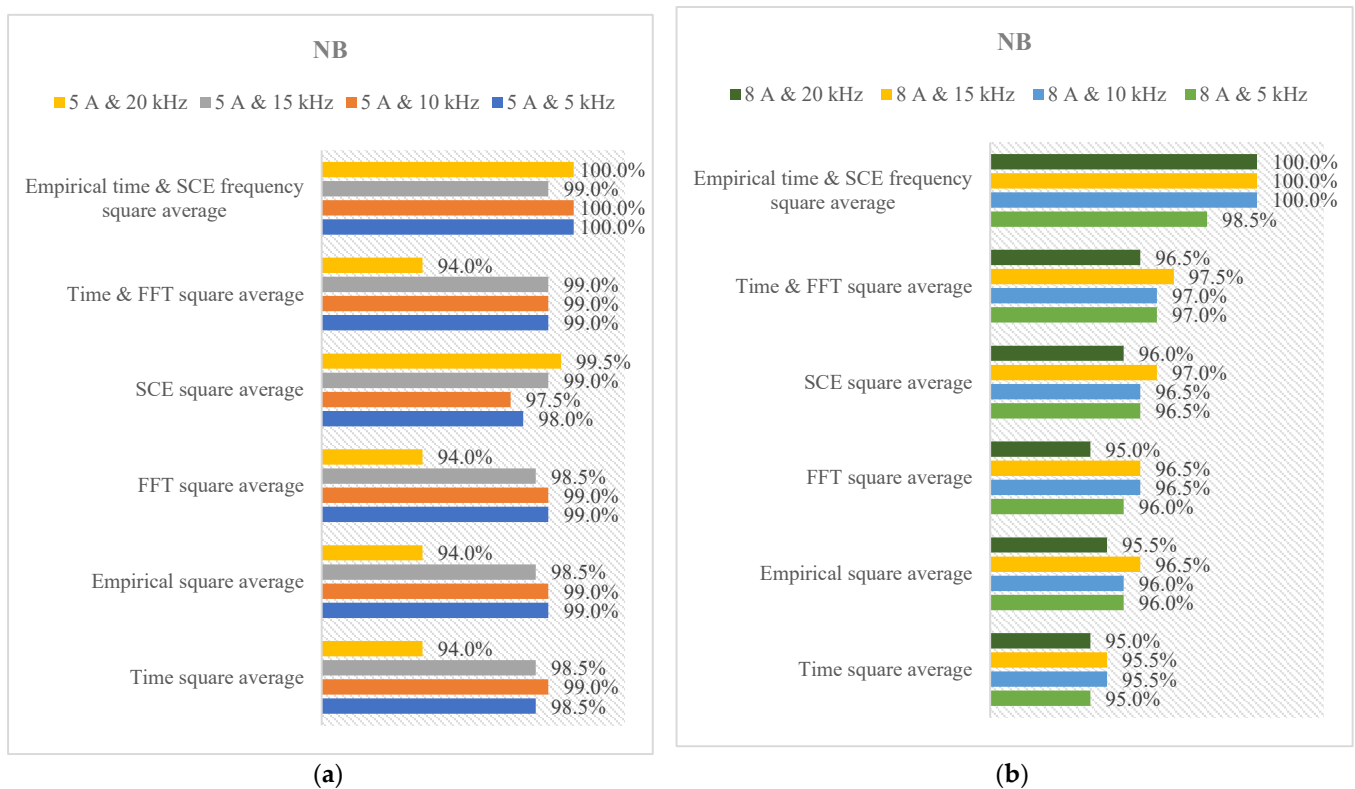 NB
5 A & 20 kHz 5 A & 15 kHz 5 A & 10 kHz 5 A & 5 kHz
Empirical time & SCE frequency
square average
100.0%
99.0%
100.0%
100.0%
Time & FFT square average
94.0%
99.0%
99.0%
99.0%
SCE square average
99.5%
99.0%
97.5%
98.0%
FFT square average
94.0%
98.5%
99.0%
99.0%
Empirical square average
94.0%
98.5%
99.0%
99.0%
Time square average
94.0%
98.5%
99.0%
98.5%
(a)
NB
8 A & 20 kHz 8 A & 15 kHz 8 A & 10 kHz 8 A & 5 kHz
Empirical time & SCE frequency
square average
100.0%
100.0%
100.0%
98.5%
Time & FFT square average
96.5%
97.5%
97.0%
97.0%
SCE square average
96.0%
97.0%
96.5%
96.5%
FFT square average
95.0%
96.5%
96.5%
96.0%
Empirical square average
95.5%
96.5%
96.0%
96.0%
Time square average
95.0%
95.5%
95.5%
95.0%
(b)